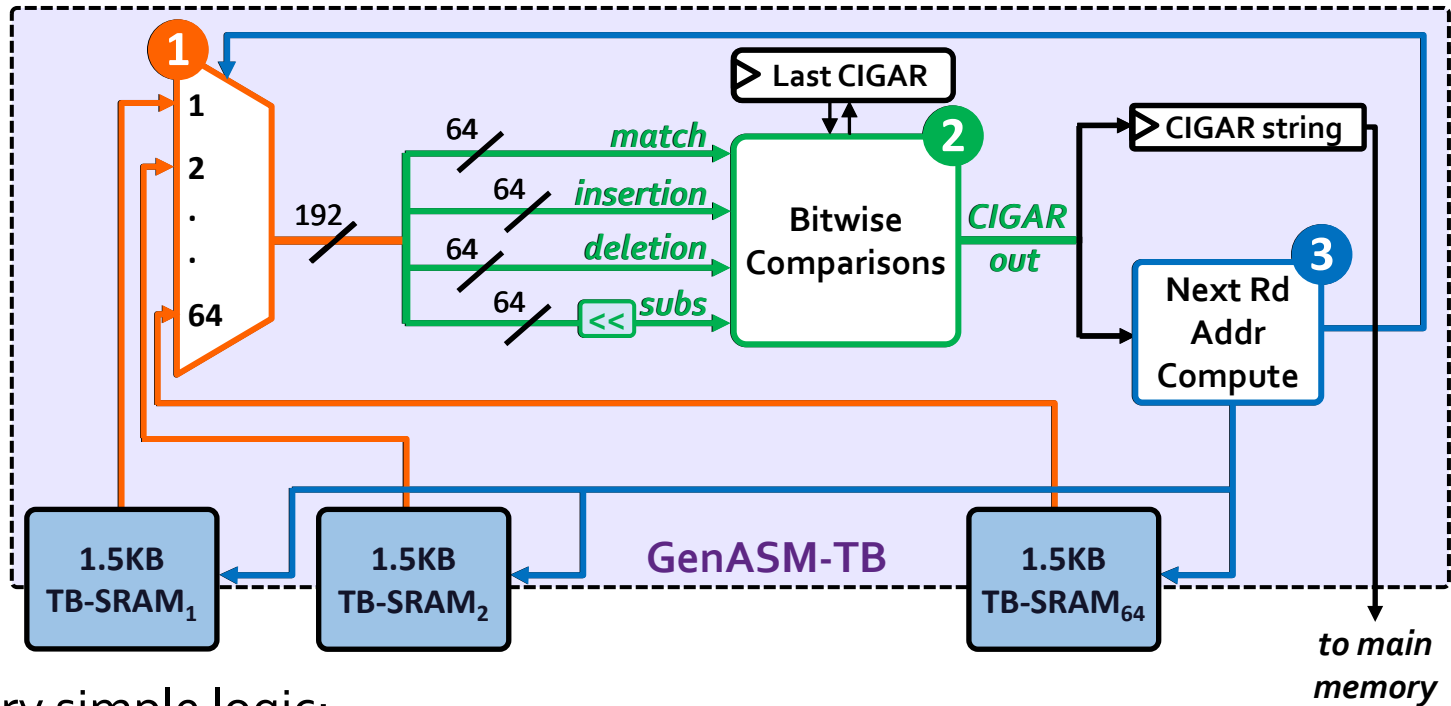 1
1
2
.
.
64
192
64
match
64
insertion
64
deletion
64
<<
subs
Last CIGAR
2
Bitwise
Comparisons
CIGAR
out
CIGAR string
3
Next Rd
Addr
Compute
1.5KB
TB-SRAM1
1.5KB
TB-SRAM2
GenASM-TB
1.5KB
TB-SRAM64
to main
memory
simple logic: